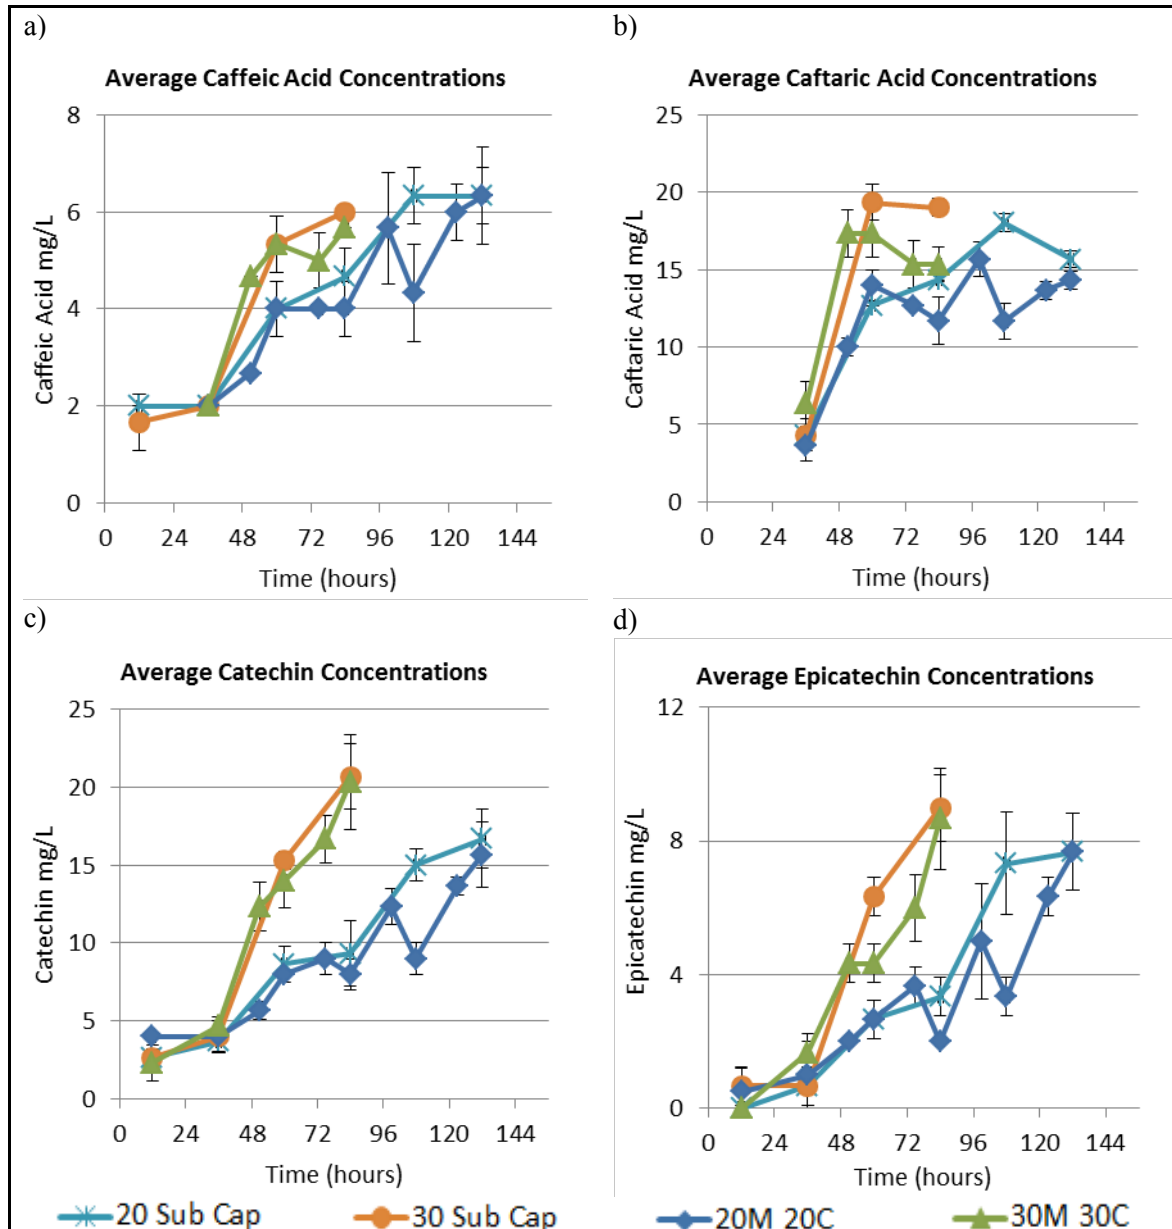 a)
Average Caffeic Acid Concentrations
8
6
4
2
0
Caffeic Acid mg/L
0 24 48 72 96 120 144
Time (hours)
b)
Average Caftaric Acid Concentrations
25
20
15
10
5
0
Caftaric Acid mg/L
0 24 48 72 96 120 144
Time (hours)
c)
Average Catechin Concentrations
25
20
15
10
5
0
Catechin mg/L
0 24 48 72 96 120 144
Time (hours)
d)
Average Epicatechin Concentrations
12
8
4
0
Epicatechin mg/L
0 24 48 72 96 120 144
Time (hours)
20 Sub Cap 30 Sub Cap 20M 20C 30M 30C